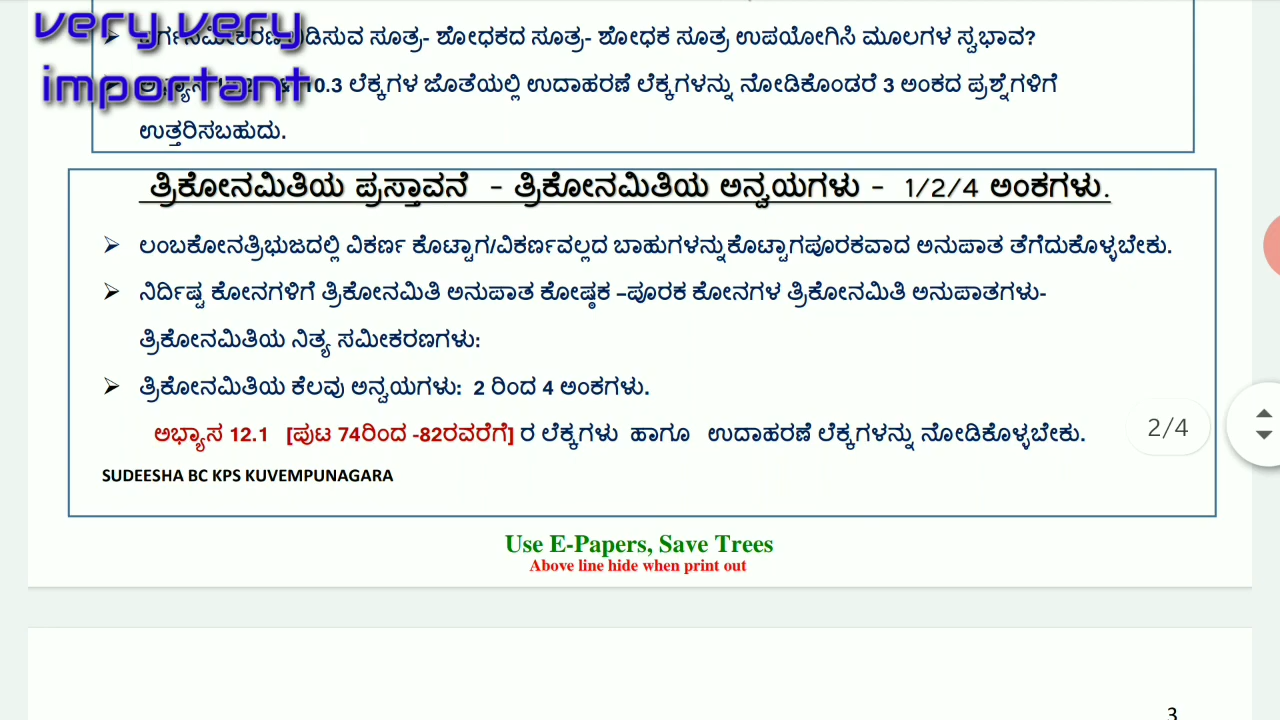 very very
important
ಸೂತ್ರ- ಶೋಧಕದ ಸೂತ್ರ- ಶೋಧಕ ಸೂತ್ರ ಉಪಯೋಗಿಸಿ ಮೂಲಗಳ ಸ್ವಭಾವ?
10.3 ಲೆಕ್ಕಗಳ ಜೊತೆಯಲ್ಲಿ ಉದಾಹರಣೆ ಲೆಕ್ಕಗಳನ್ನು ನೋಡಿಕೊಂಡರೆ 3 ಅಂಕದ ಪ್ರಶ್ನೆಗಳಿಗೆ
ಉತ್ತರಿಸಬಹುದು.
ತ್ರಿಕೋನಮಿತಿಯ ಪ್ರಸ್ತಾವನೆ - ತ್ರಿಕೋನಮಿತಿಯ ಅನ್ವಯಗಳು - 1/2/4 ಅಂಕಗಳು.
➢ ಲಂಬಕೋನತ್ರಿಭುಜದಲ್ಲಿ ವಿಕರ್ಣ ಕೊಟ್ಟಾಗ/ವಿಕರ್ಣವಲ್ಲದ ಬಾಹುಗಳನ್ನುಕೊಟ್ಟಾಗಪೂರಕವಾದ ಅನುಪಾತ ತೆಗೆದುಕೊಳ್ಳಬೇಕು.
➢ ನಿರ್ದಿಷ್ಟ ಕೋನಗಳಿಗೆ ತ್ರಿಕೋನಮಿತಿ ಅನುಪಾತ ಕೋಷ್ಠಕ –ಪೂರಕ ಕೋನಗಳ ತ್ರಿಕೋನಮಿತಿ ಅನುಪಾತಗಳು-
ತ್ರಿಕೋನಮಿತಿಯ ನಿತ್ಯ ಸಮೀಕರಣಗಳು:
➢ ತ್ರಿಕೋನಮಿತಿಯ ಕೆಲವು ಅನ್ವಯಗಳು: 2 ರಿಂದ 4 ಅಂಕಗಳು.
ಅಭ್ಯಾಸ 12.1 [ಪುಟ 74ರಿಂದ -82ರವರೆಗೆ] ರ ಲೆಕ್ಕಗಳು ಹಾಗೂ ಉದಾಹರಣೆ ಲೆಕ್ಕಗಳನ್ನು ನೋಡಿಕೊಳ್ಳಬೇಕು.
2/4
SUDEESHA BC KPS KUVEMPUNAGARA
Use E-Papers, Save Trees
Above line hide when print out
3